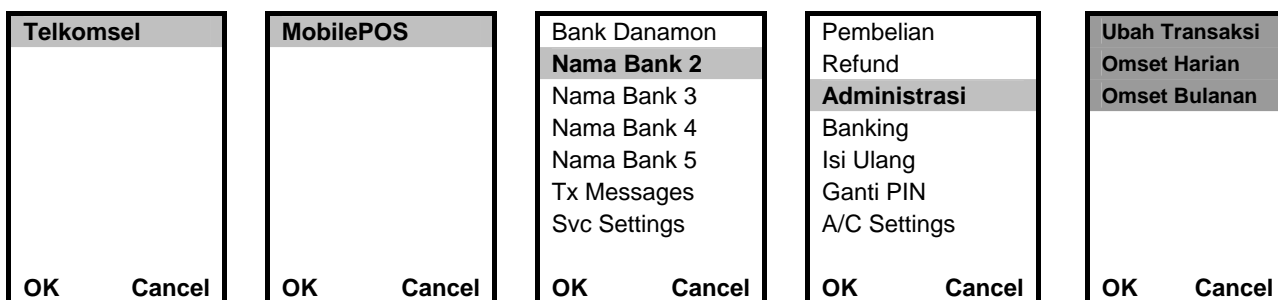 Telkomsel
OK Cancel
MobilePOS
OK Cancel
Bank Danamon
Nama Bank 2
Nama Bank 3
Nama Bank 4
Nama Bank 5
Tx Messages
Svc Settings
OK Cancel
Pembelian
Refund
Administrasi
Banking
Isi Ulang
Ganti PIN
A/C Settings
OK Cancel
Ubah Transaksi
Omset Harian
Omset Bulanan
OK Cancel